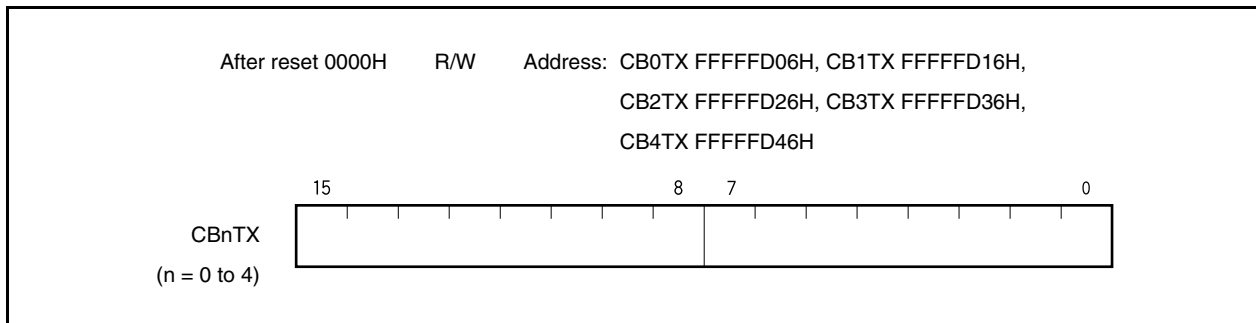 After reset 0000H R/W Address: CB0TX FFFFFD06H, CB1TX FFFFFD16H,
CB2TX FFFFFD26H, CB3TX FFFFFD36H,
CB4TX FFFFFD46H
15 8 7 0
CBnTX
(n = 0 to 4)